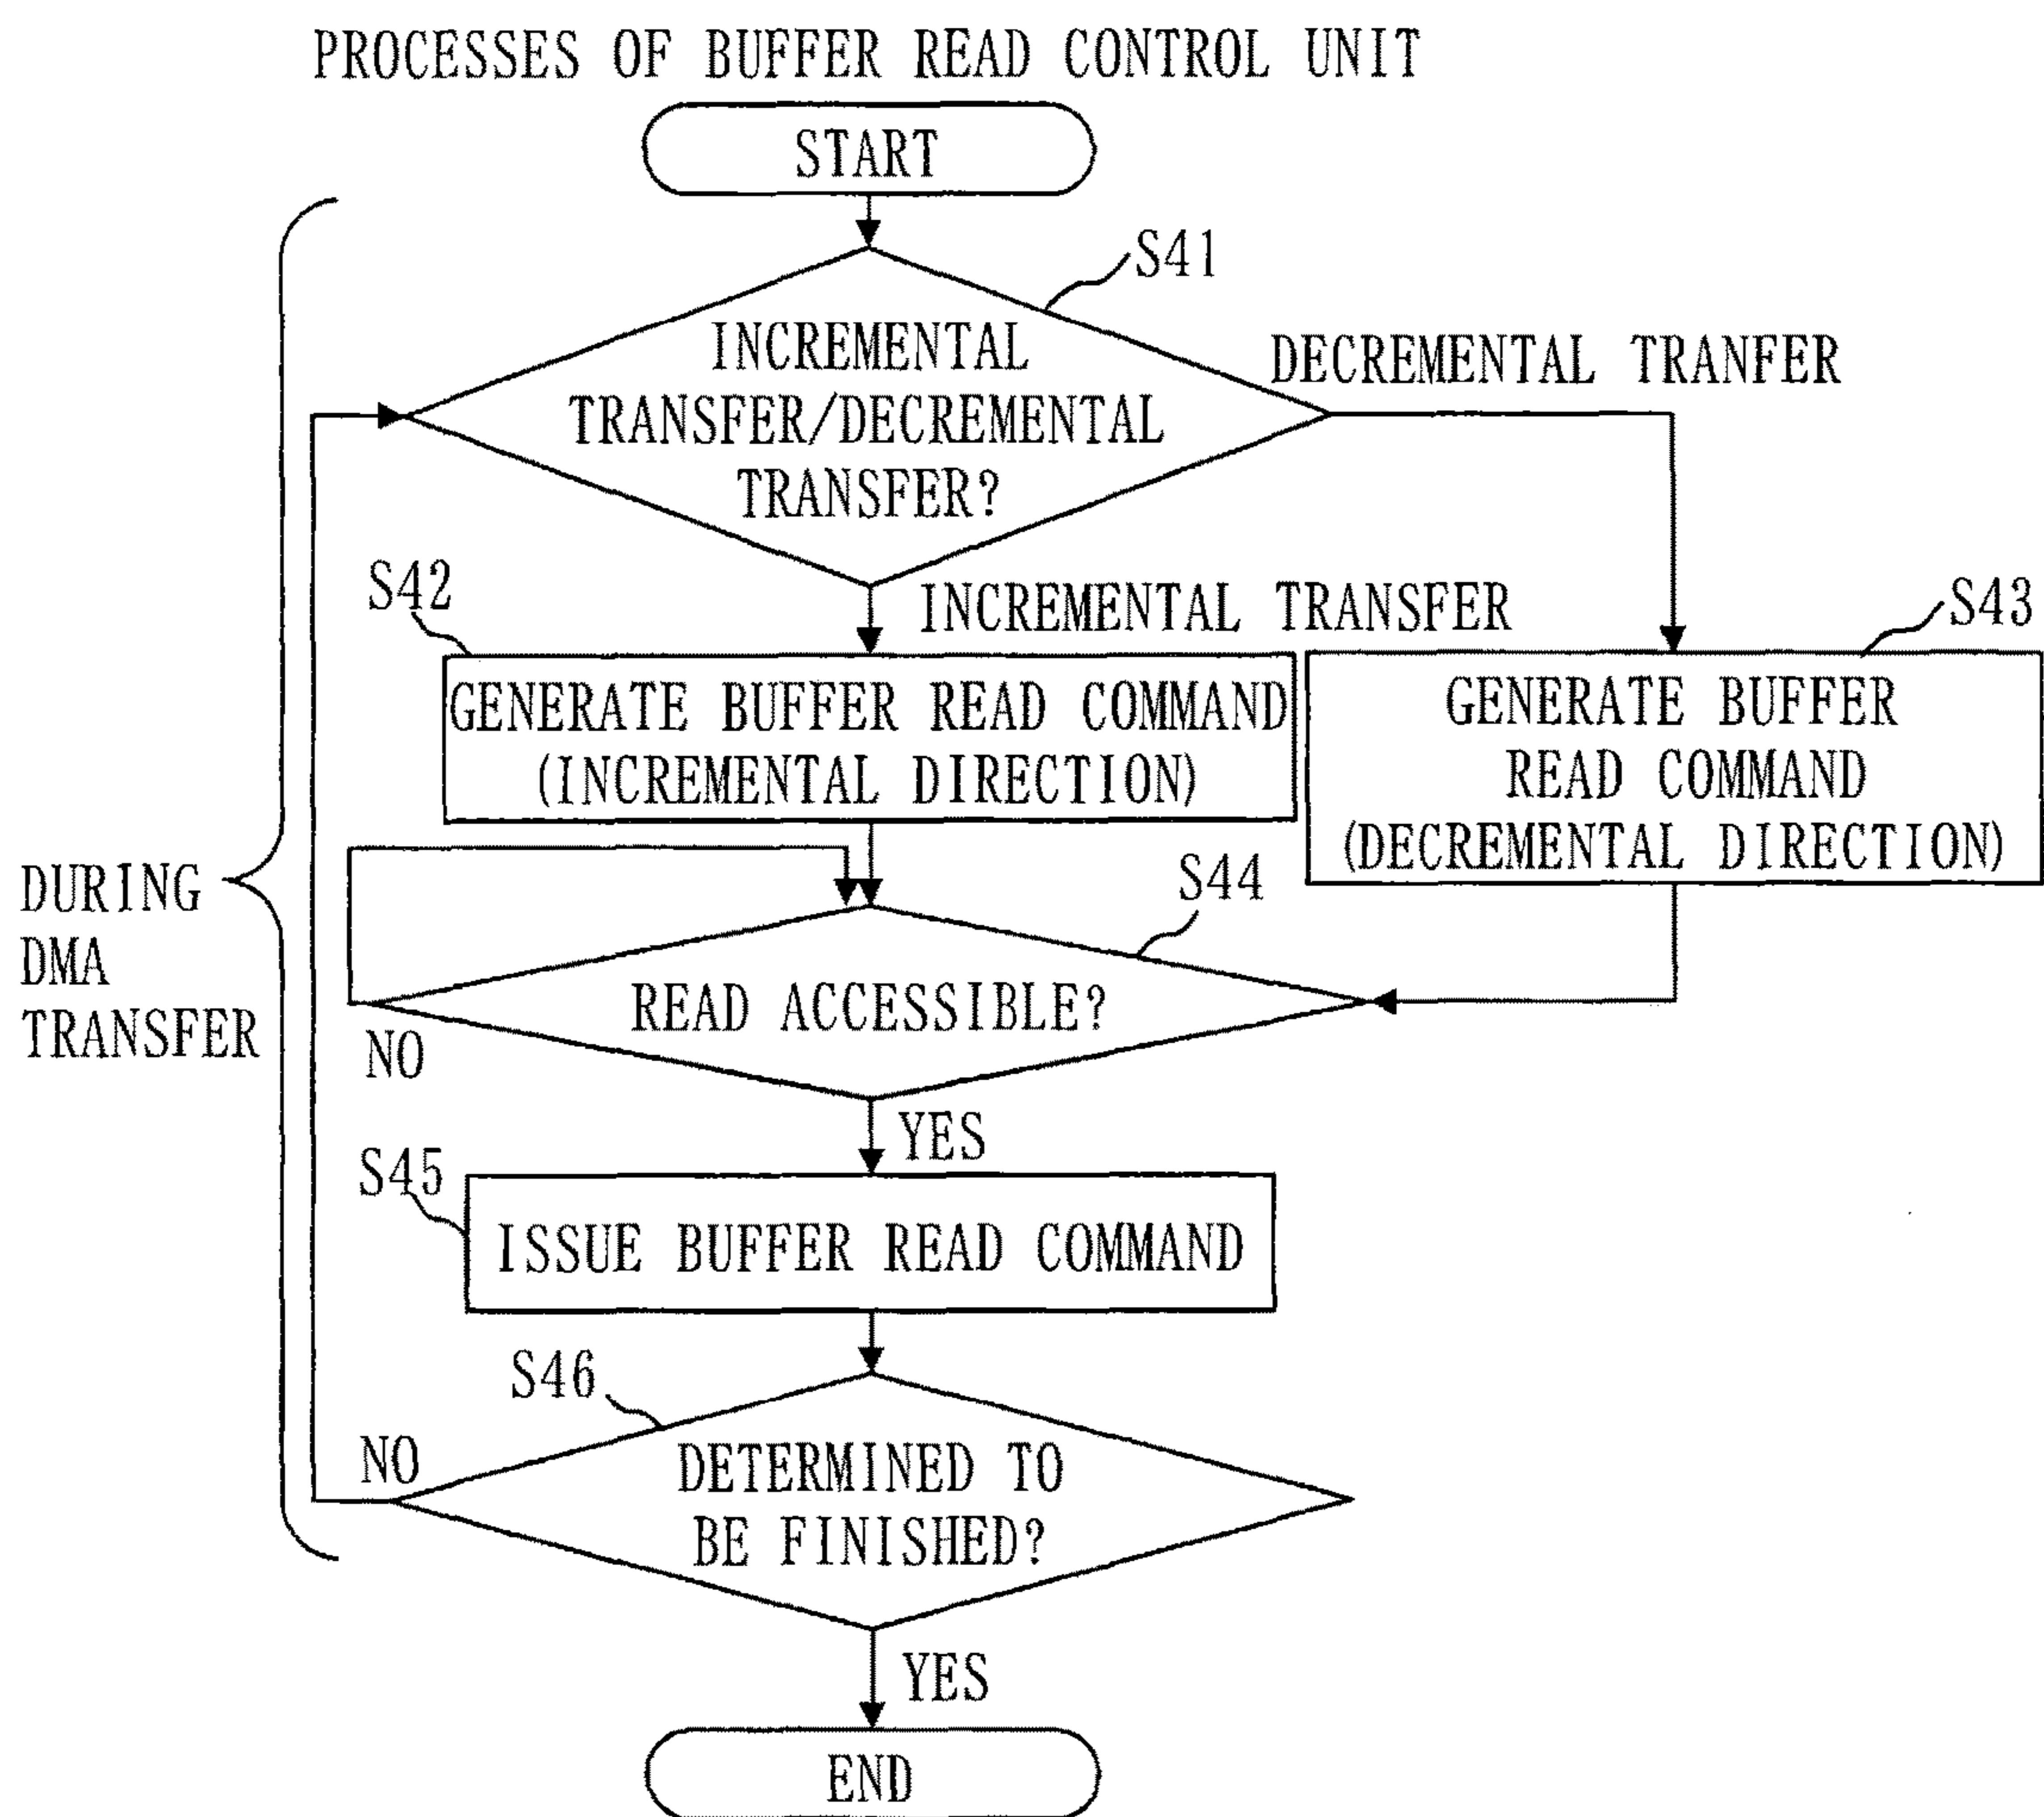 PROCESSES OF BUFFER READ CONTROL UNIT
START
S41
INCREMENTAL
TRANSFER/DECREMENTAL
TRANSFER?
DECREMENTAL TRANFER
INCREMENTAL TRANSFER
S42
GENERATE BUFFER READ COMMAND
(INCREMENTAL DIRECTION)
S43
GENERATE BUFFER
READ COMMAND
(DECREMENTAL DIRECTION)
DURING
DMA
TRANSFER
S44
READ ACCESSIBLE?
NO
YES
S45
ISSUE BUFFER READ COMMAND
S46
DETERMINED TO
BE FINISHED?
NO
YES
END